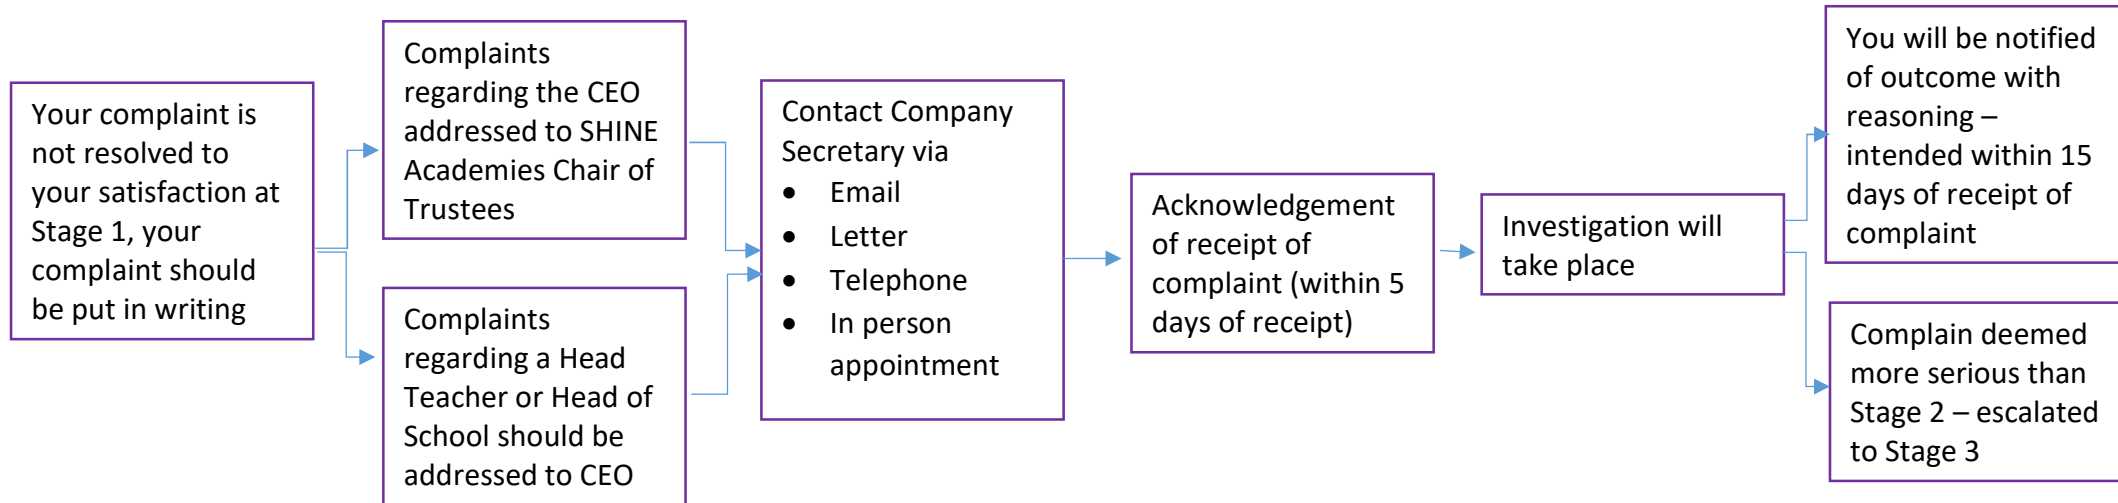 Your complaint is
not resolved to
your satisfaction at
Stage 1, your
complaint should
be put in writing
Complaints
regarding the CEO
addressed to SHINE
Academies Chair of
Trustees
Complaints
regarding a Head
Teacher or Head of
School should be
addressed to CEO
Contact Company
Secretary via
• Email
• Letter
• Telephone
• In person
appointment
Acknowledgement
of receipt of
complaint (within 5
days of receipt)
Investigation will
take place
You will be notified
of outcome with
reasoning –
intended within 15
days of receipt of
complaint
Complain deemed
more serious than
Stage 2 – escalated
to Stage 3